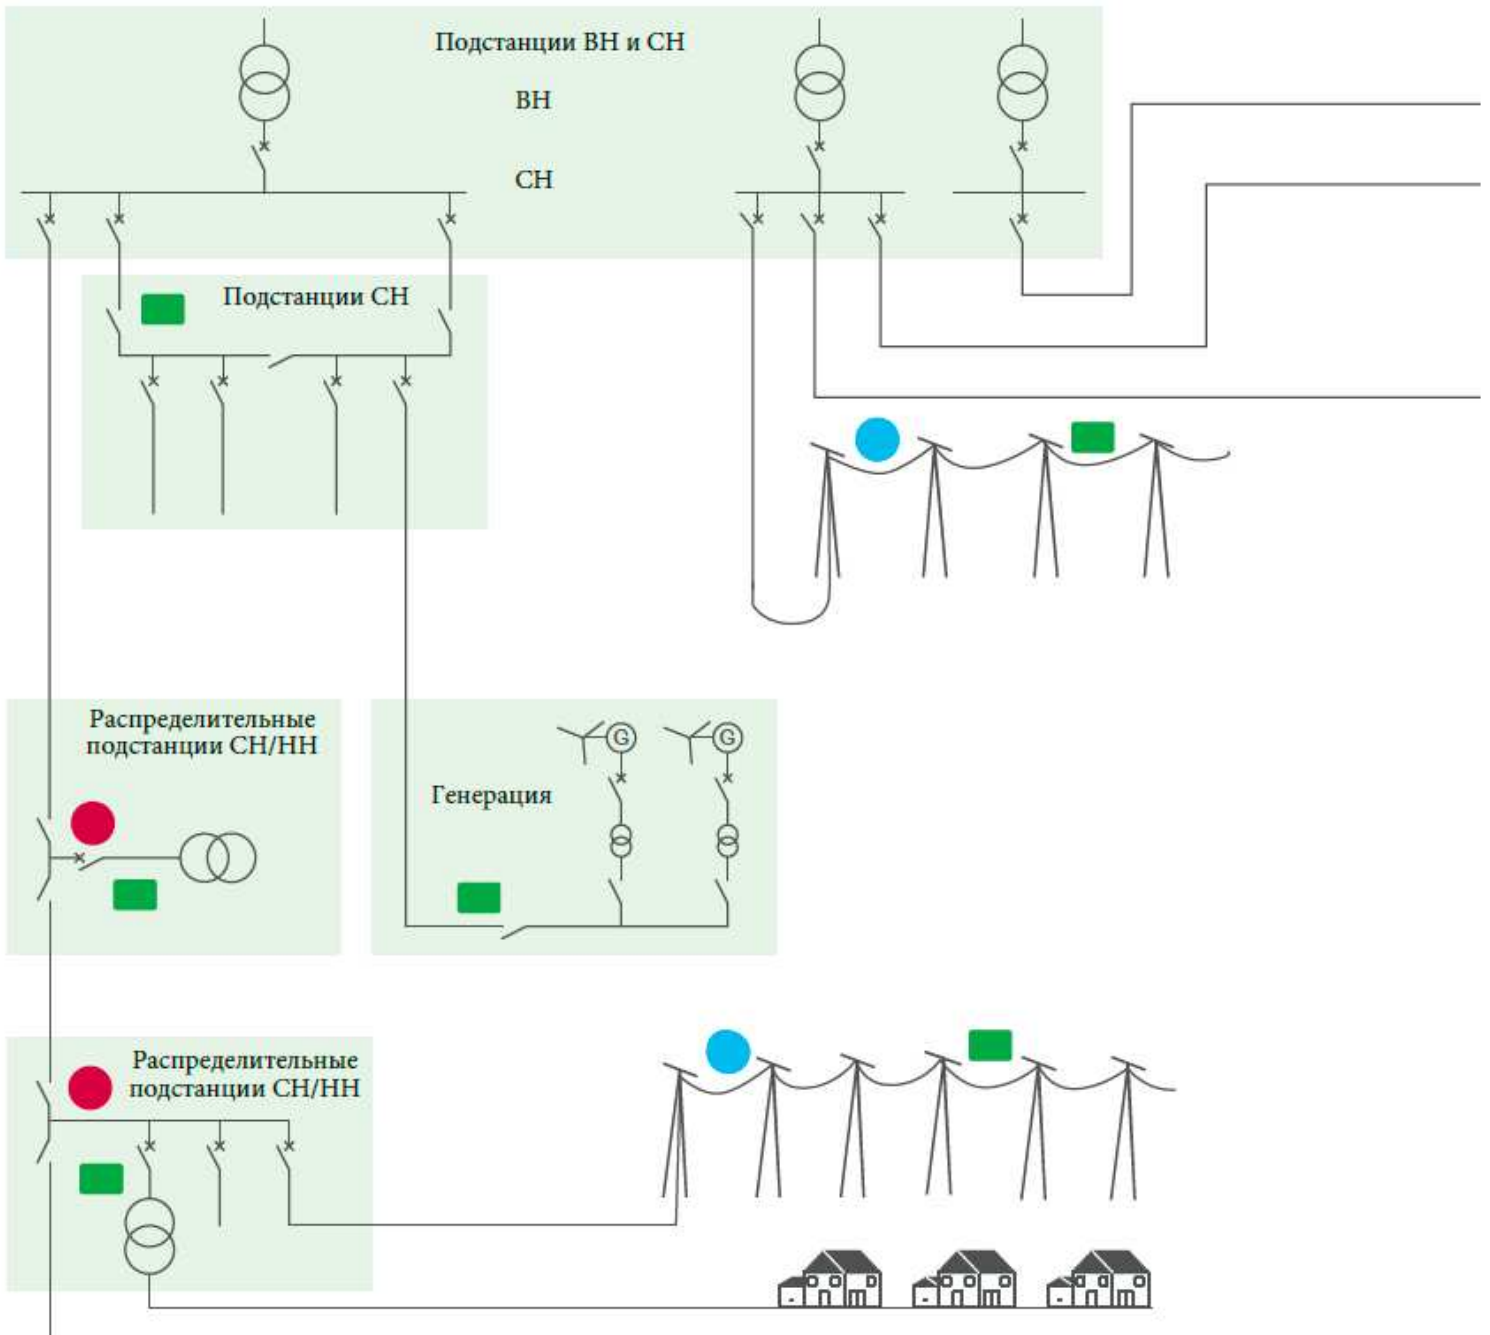 Подстанции ВН и СН
ВН
СН
Подстанции СН
Распределительные
подстанции СН/НН
G
G
Генерация
Распределительные
подстанции СН/НН